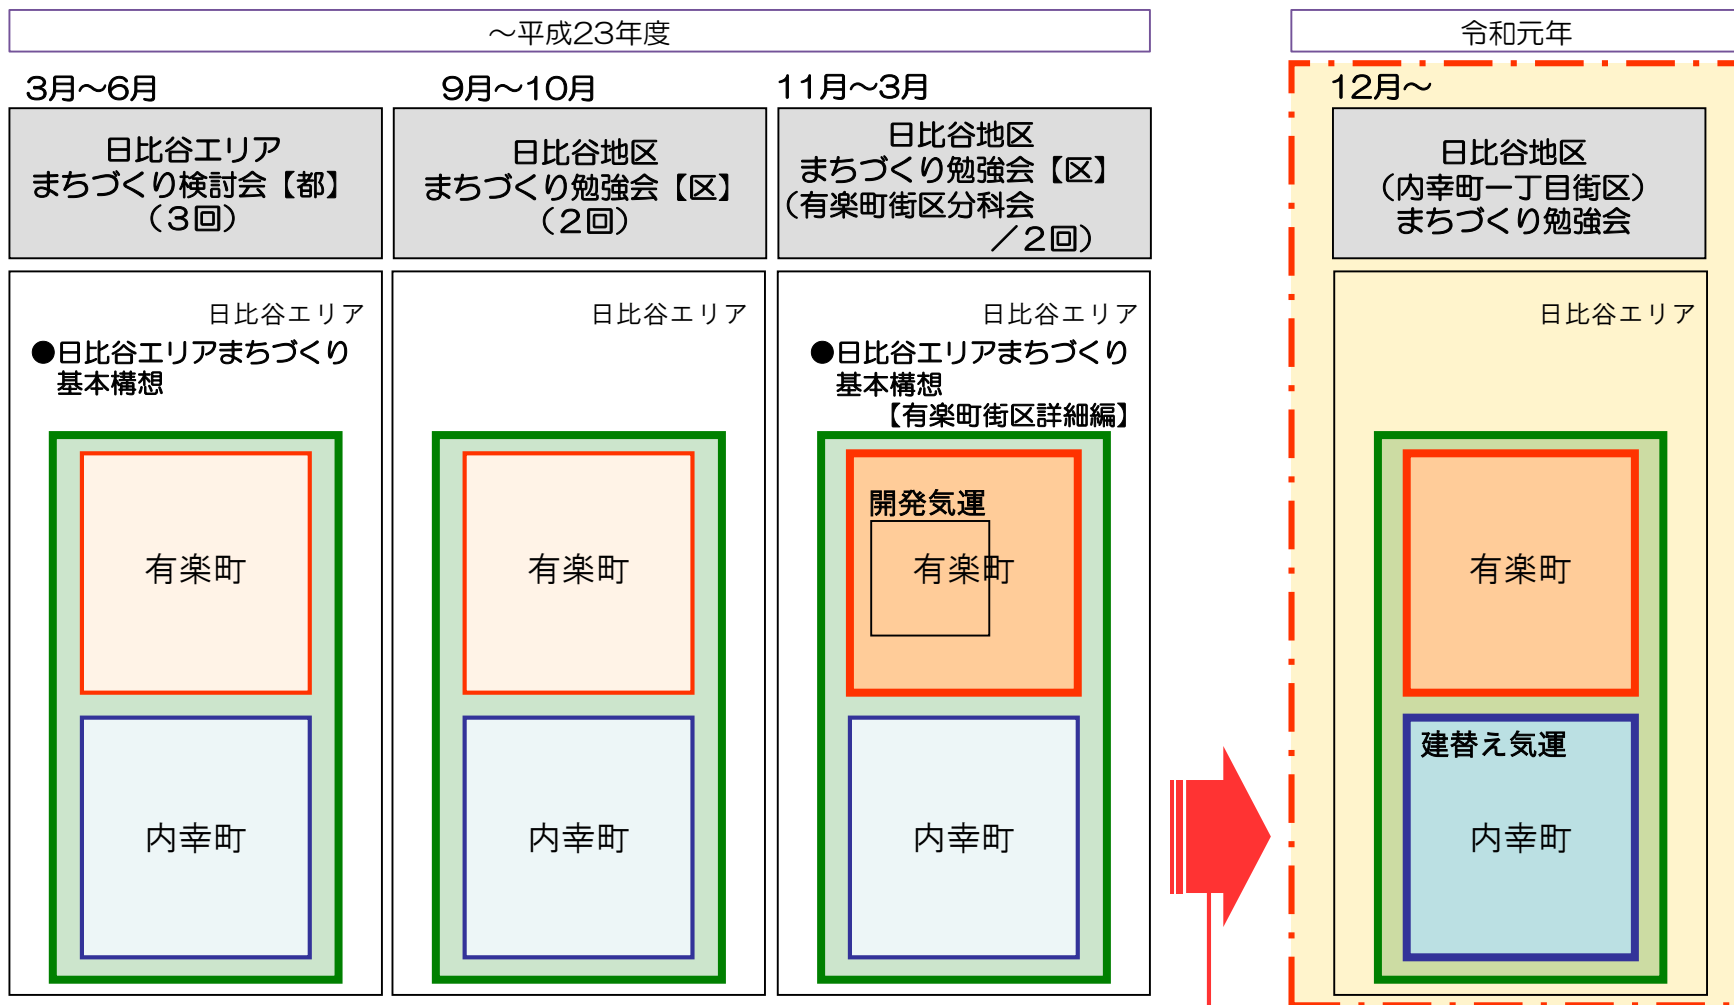 ～平成23年度
令和元年
3月～6月
日比谷エリア
まちづくり検討会【都】
（３回）
日比谷エリア
●日比谷エリアまちづくり
基本構想
有楽町
内幸町
9月～10月
日比谷地区
まちづくり勉強会【区】
（２回）
日比谷エリア
有楽町
内幸町
11月～3月
日比谷地区
まちづくり勉強会【区】
（有楽町街区分科会
／２回）
日比谷エリア
●日比谷エリアまちづくり
基本構想
【有楽町街区詳細編】
開発気運
有楽町
内幸町
12月～
日比谷地区
（内幸町一丁目街区）
まちづくり勉強会
日比谷エリア
有楽町
建替え気運
内幸町